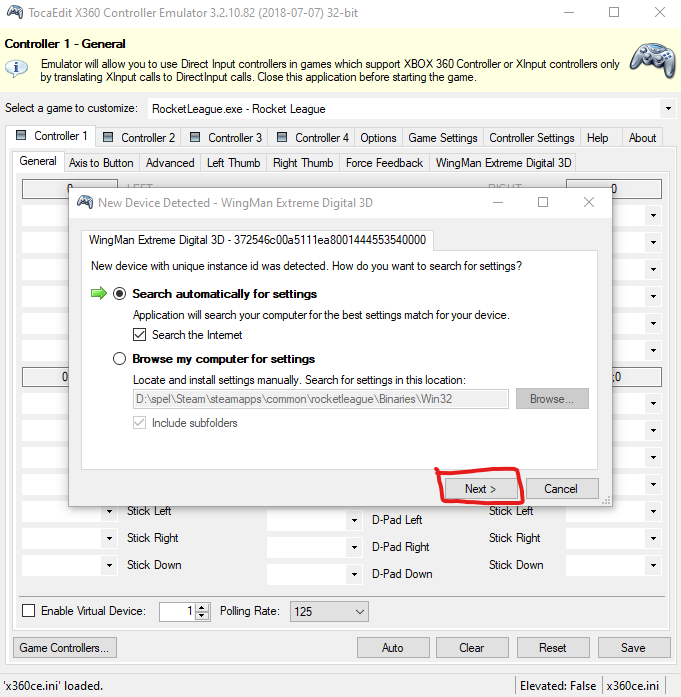 TocaEdit X360 Controller Emulator 3.2.10.82 (2018-07-07) 32-bit
Controller 1 - General
Emulator will allow you to use Direct Input controllers in games which support XBOX 360 Controller or XInput controllers only
by translating XInput calls to DirectInput calls. Close this application before starting the game.
Select a game to customize: RocketLeague.exe - Rocket League
Controller 1 Controller 2 Controller 3 Controller 4 Options Game Settings Controller Settings Help About
General Axis to Button Advanced Left Thumb Right Thumb Force Feedback WingMan Extreme Digital 3D
New Device Detected - WingMan Extreme Digital 3D
WingMan Extreme Digital 3D - 372546c00a5111ea8001444553540000
New device with unique instance id was detected. How do you want to search for settings?
Search automatically for settings
Application will search your computer for the best settings match for your device.
Search the Internet
Browse my computer for settings
Locate and install settings manually. Search for settings in this location:
D:\spel\Steam\steamapps\common\rocketleague\Binaries\Win32 Browse...
Include subfolders
Next > Cancel
Stick Left D-Pad Left Stick Left
Stick Right D-Pad Right Stick Right
Stick Down D-Pad Down Stick Down
Enable Virtual Device: 1 Polling Rate: 125
Game Controllers... Auto Clear Reset Save
'x360ce.ini' loaded. Elevated: False x360ce.ini